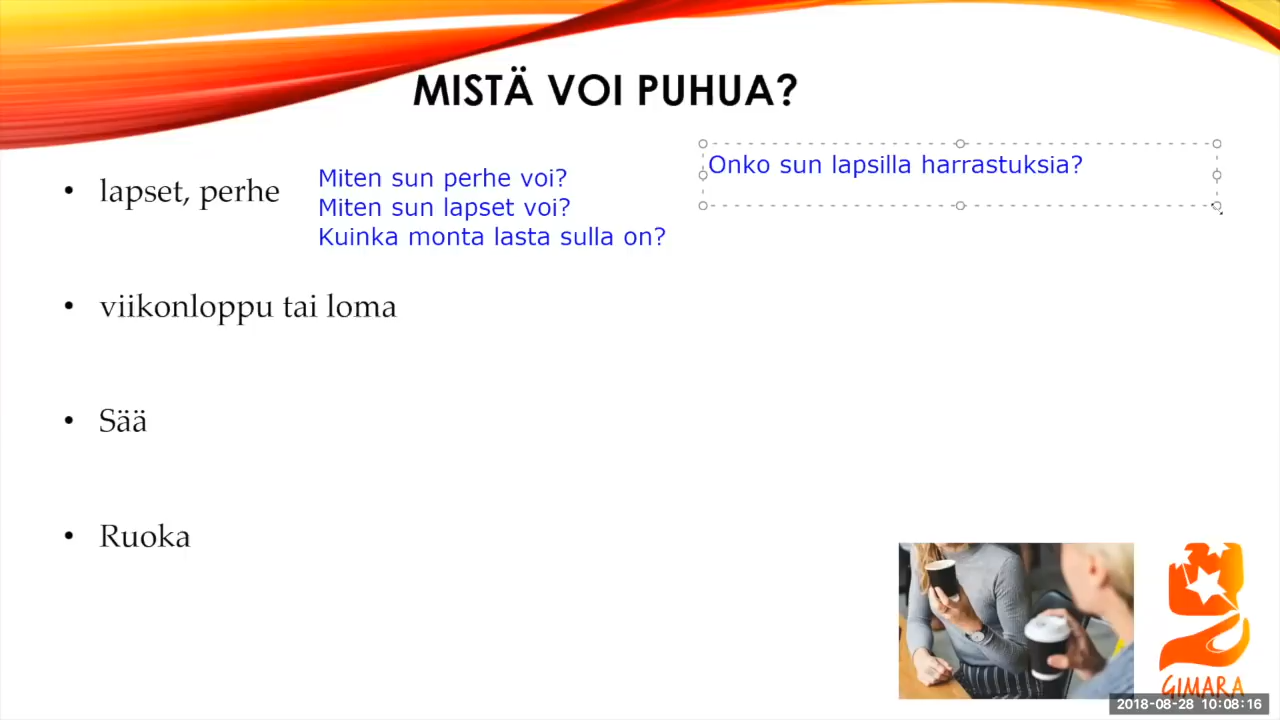 MISTÄ VOI PUHUA?
• lapset, perhe
Miten sun perhe voi?
Miten sun lapset voi?
Kuinka monta lasta sulla on?
Onko sun lapsilla harrastuksia?
• viikonloppu tai loma
• Sää
• Ruoka
GIMARA
2018-08-28 10:08:16